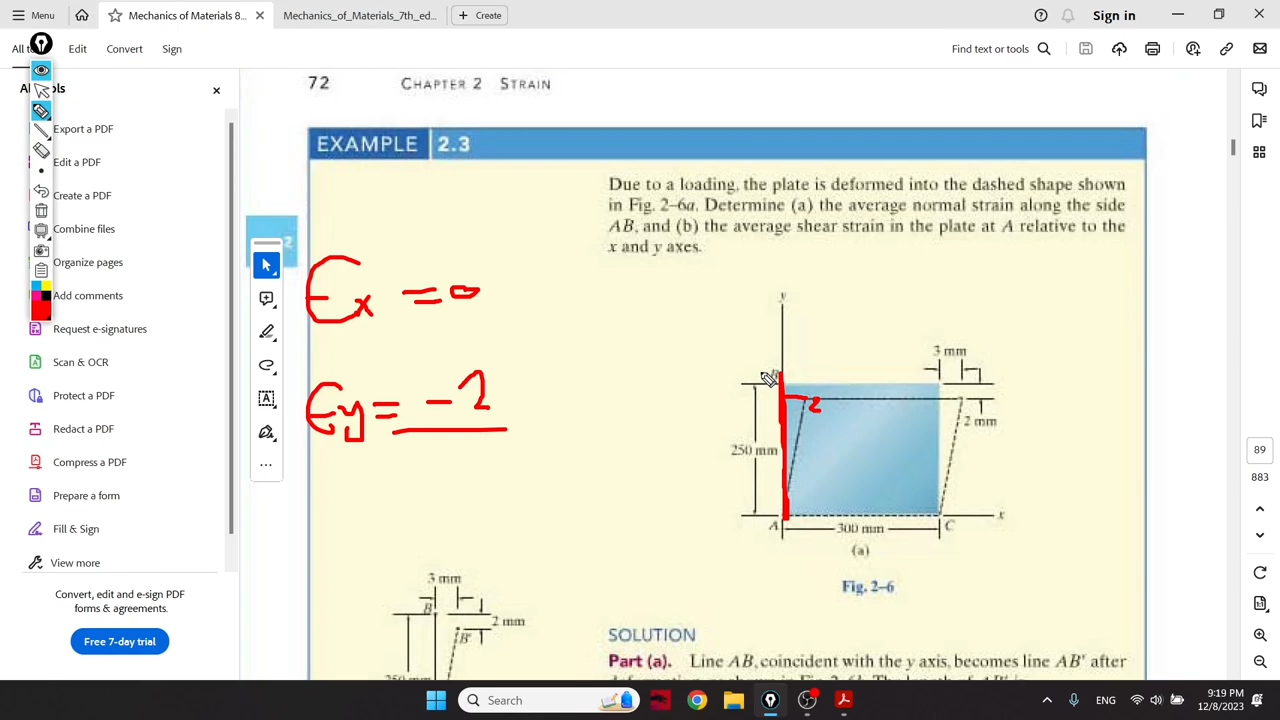 Menu
Mechanics of Materials 8...
Mechanics_of_Materials_7th_ed...
Create
Sign in
Edit
Convert
Sign
Find text or tools
Export a PDF
Edit a PDF
Create a PDF
Combine files
Organize pages
Add comments
Request e-signatures
Scan & OCR
Protect a PDF
Redact a PDF
Compress a PDF
Prepare a form
Fill & Sign
View more
Convert, edit and e-sign PDF
forms & agreements.
Free 7-day trial
72 CHAPTER 2 STRAIN
2
EXAMPLE 2.3
Due to a loading, the plate is deformed into the dashed shape shown
in Fig. 2–6a. Determine (a) the average normal strain along the side
AB, and (b) the average shear strain in the plate at A relative to the
x and y axes.
Ɛx = 0
Ɛy = -2
y
3 mm
2
2 mm
250 mm
x
A
300 mm
C
(a)
Fig. 2–6
3 mm
B
2 mm
B'
SOLUTION
Part (a). Line AB, coincident with the y axis, becomes line AB' after
89
883
Search
ENG
9:19 PM
12/8/2023